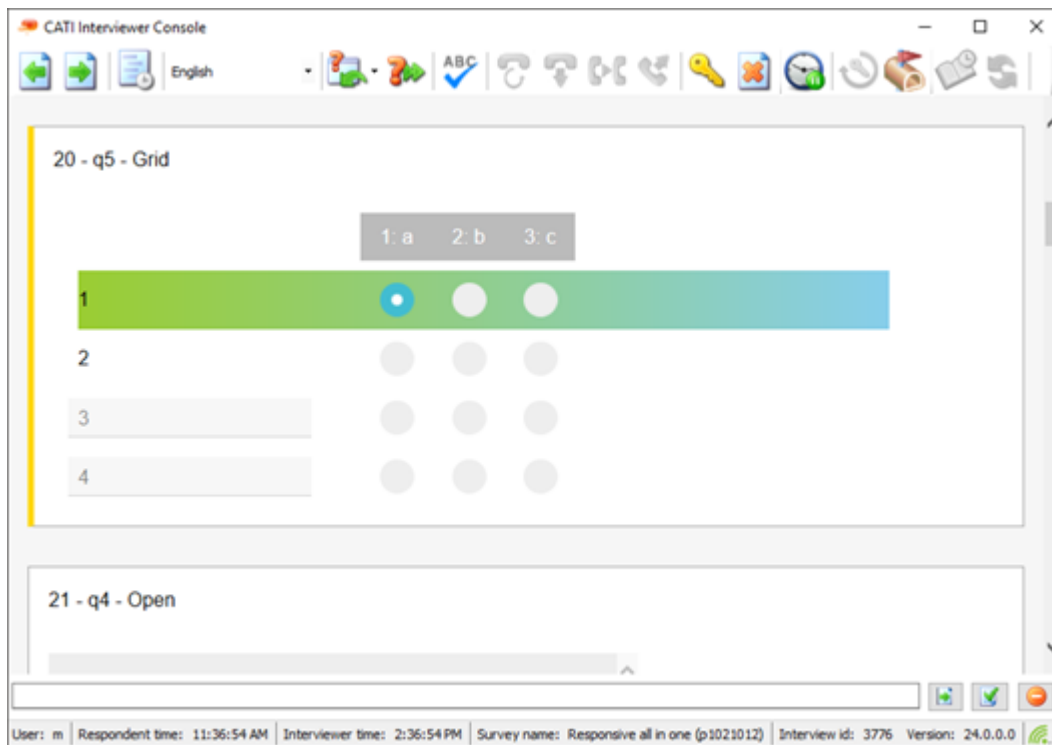 CATI Interviewer Console
English
ABC
20 - q5 - Grid
1: a 2: b 3: c
1
2
3
4
21 - q4 - Open
User: m Respondent time: 11:36:54 AM Interviewer time: 2:36:54 PM Survey name: Responsive all in one (p1021012) Interview id: 3776 Version: 24.0.0.0